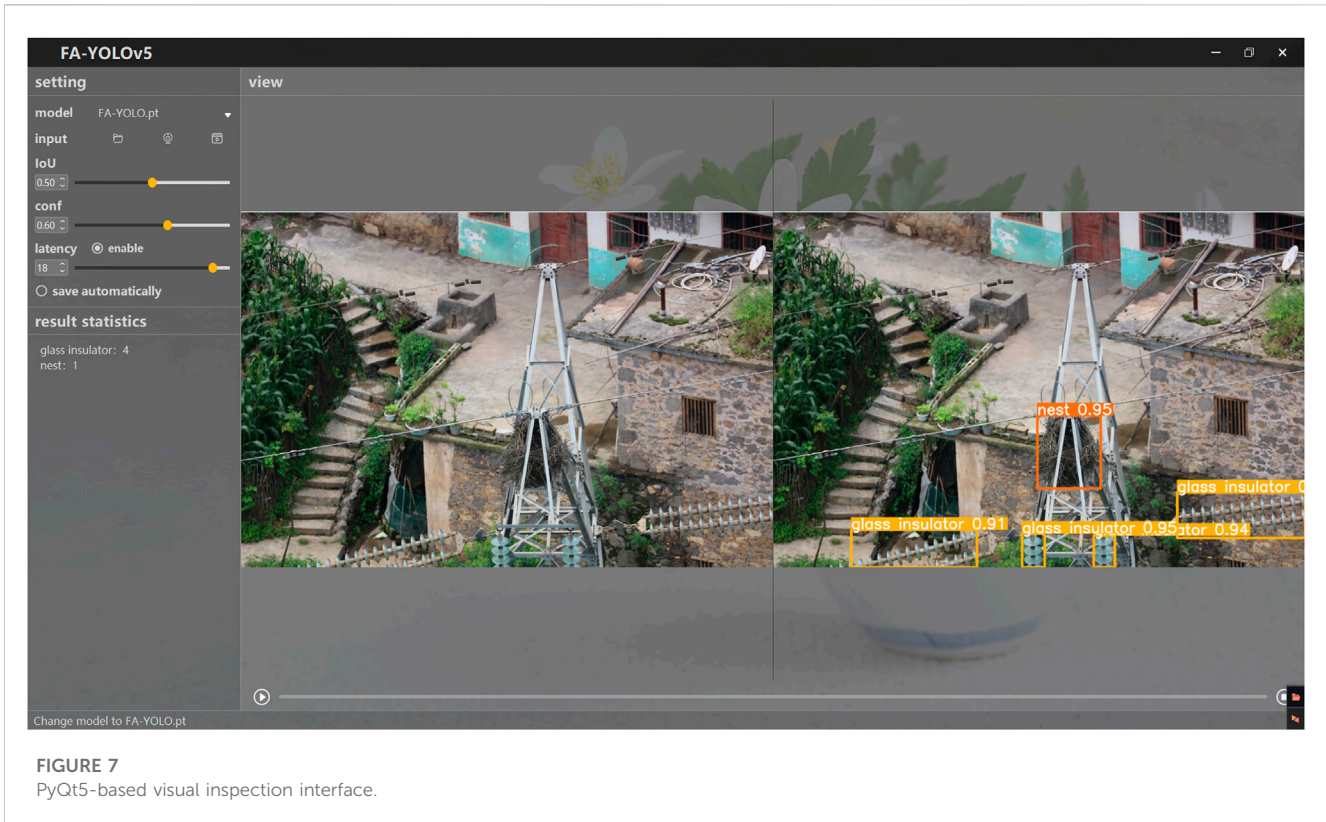 FA-YOLOv5
setting
view
model FA-YOLO.pt
input
IoU
0.50
conf
0.60
latency enable
18
save automatically
result statistics
glass insulator: 4
nest: 1
nest 0.95
glass insulator 0
glass insulator 0.91
glass insulator 0.95
ator 0.94
Change model to FA-YOLO.pt
FIGURE 7
PyQt5-based visual inspection interface.